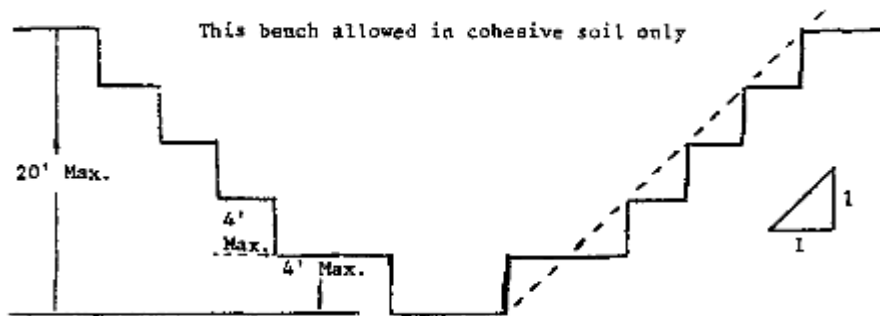 This bench allowed in cohesive soil only
20' Max.
4'
Max.
4' Max.
1
1